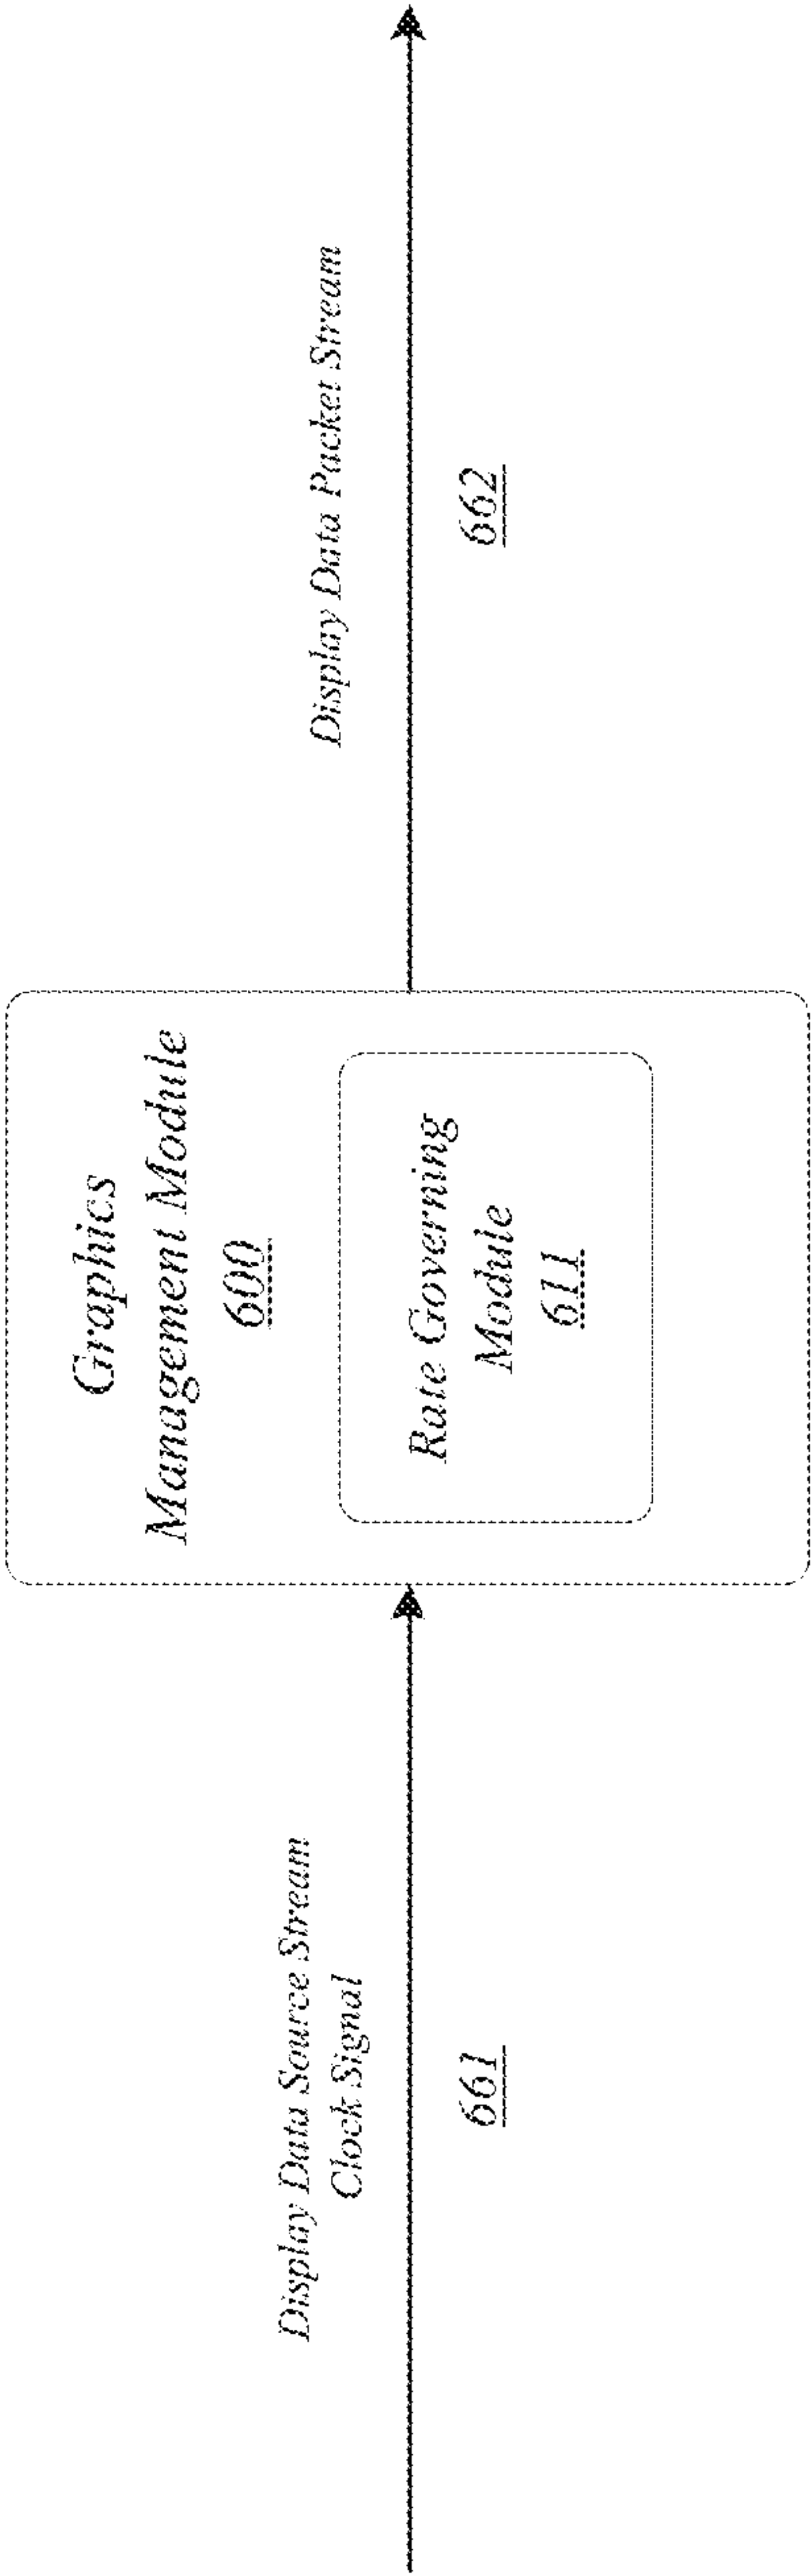 Display Data Source Stream
Clock Signal
661
Graphics
Management Module
600
Rate Governing
Module
611
Display Data Packet Stream
662